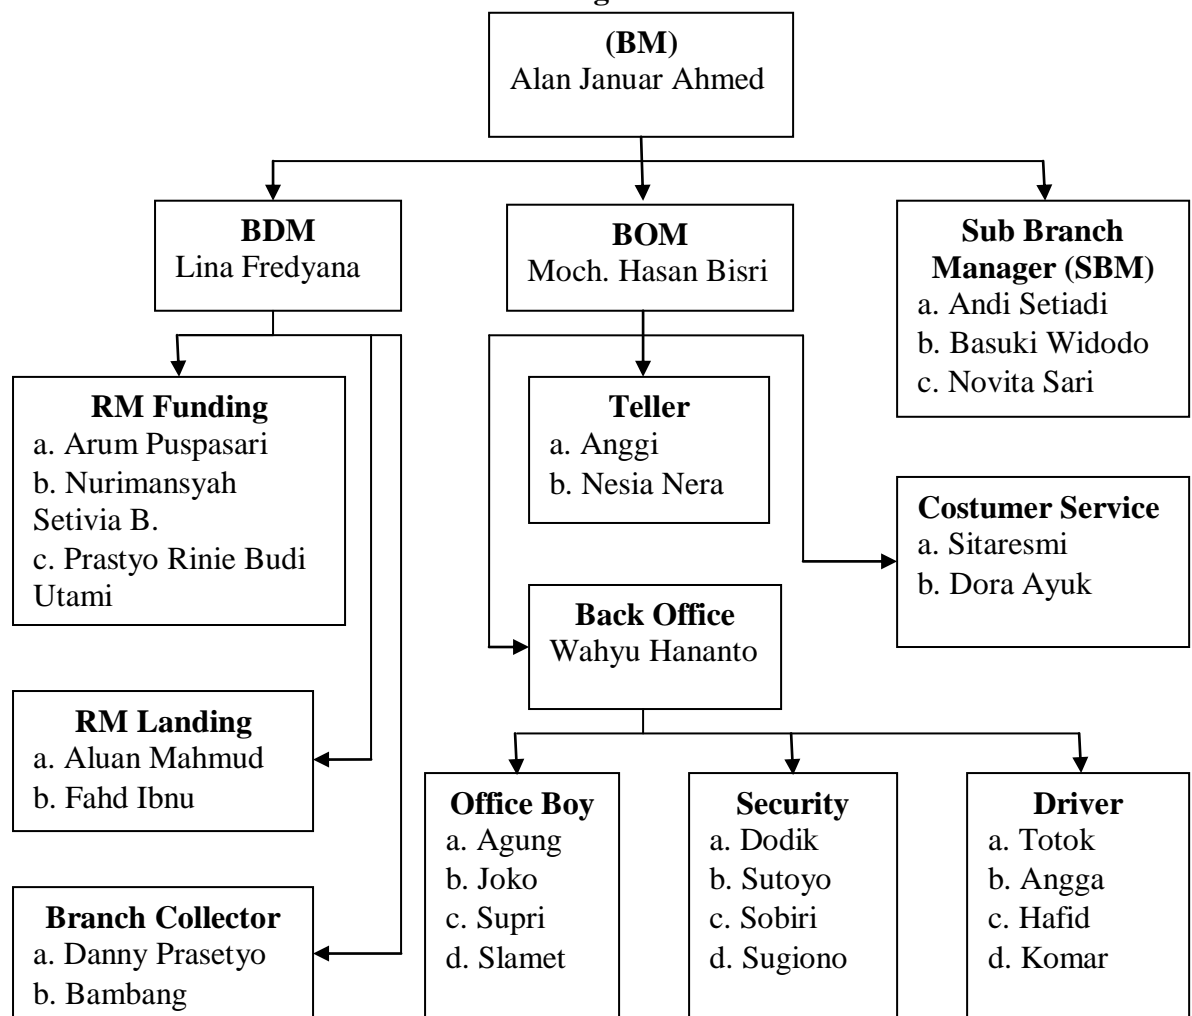 (BM)
Alan Januar Ahmed
BDM
Lina Fredyana
BOM
Moch. Hasan Bisri
Sub Branch
Manager (SBM)
a. Andi Setiadi
b. Basuki Widodo
c. Novita Sari
RM Funding
a. Arum Puspasari
b. Nurimansyah
Setivia B.
c. Prastyo Rinie Budi
Utami
Teller
a. Anggi
b. Nesia Nera
Costumer Service
a. Sitaresmi
b. Dora Ayuk
Back Office
Wahyu Hananto
RM Landing
a. Aluan Mahmud
b. Fahd Ibnu
Branch Collector
a. Danny Prasetyo
b. Bambang
Office Boy
a. Agung
b. Joko
c. Supri
d. Slamet
Security
a. Dodik
b. Sutoyo
c. Sobiri
d. Sugiono
Driver
a. Totok
b. Angga
c. Hafid
d. Komar